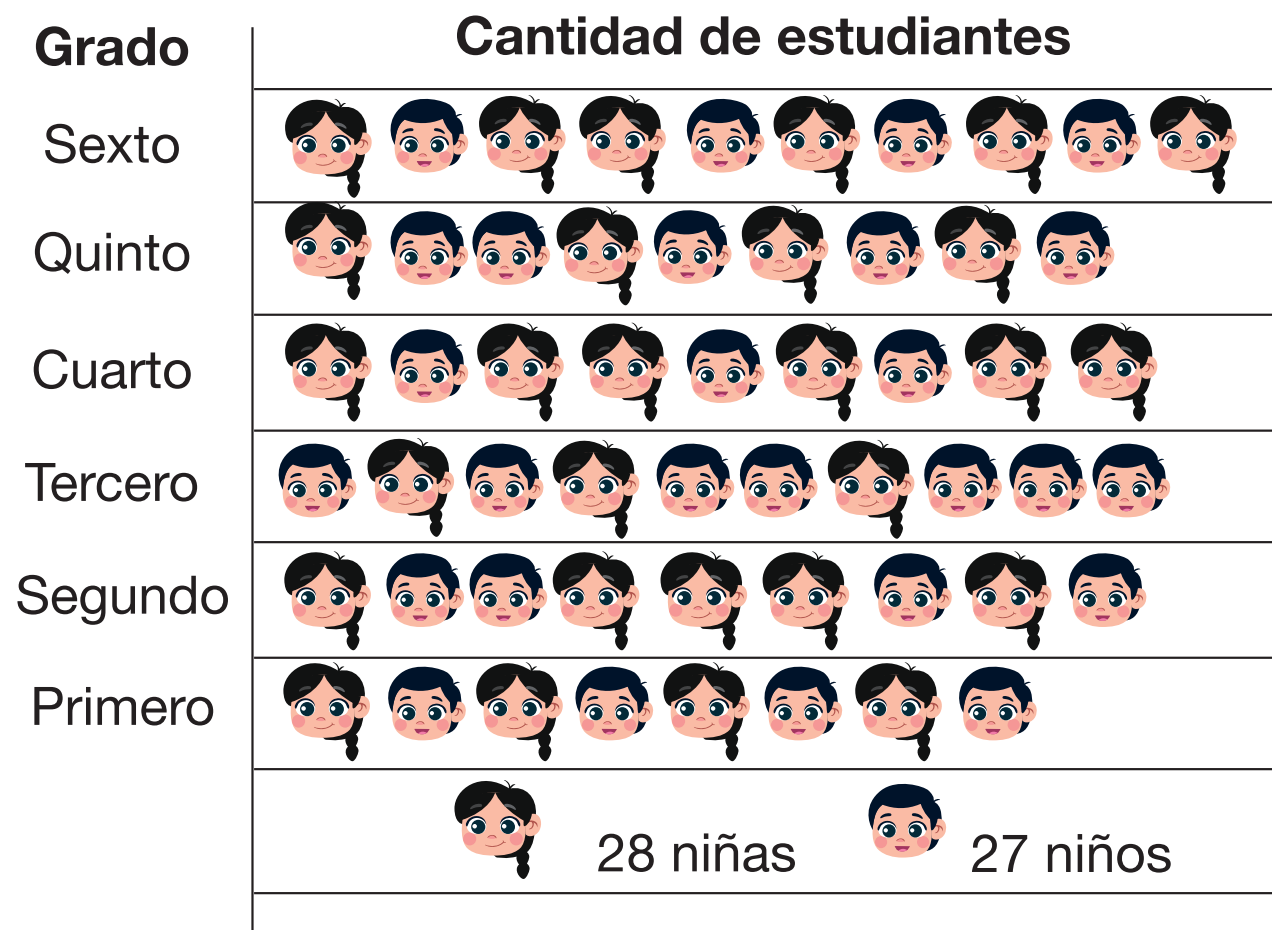 Grado
Cantidad de estudiantes
Sexto
Quinto
Cuarto
Tercero
Segundo
Primero
28 niñas
27 niños